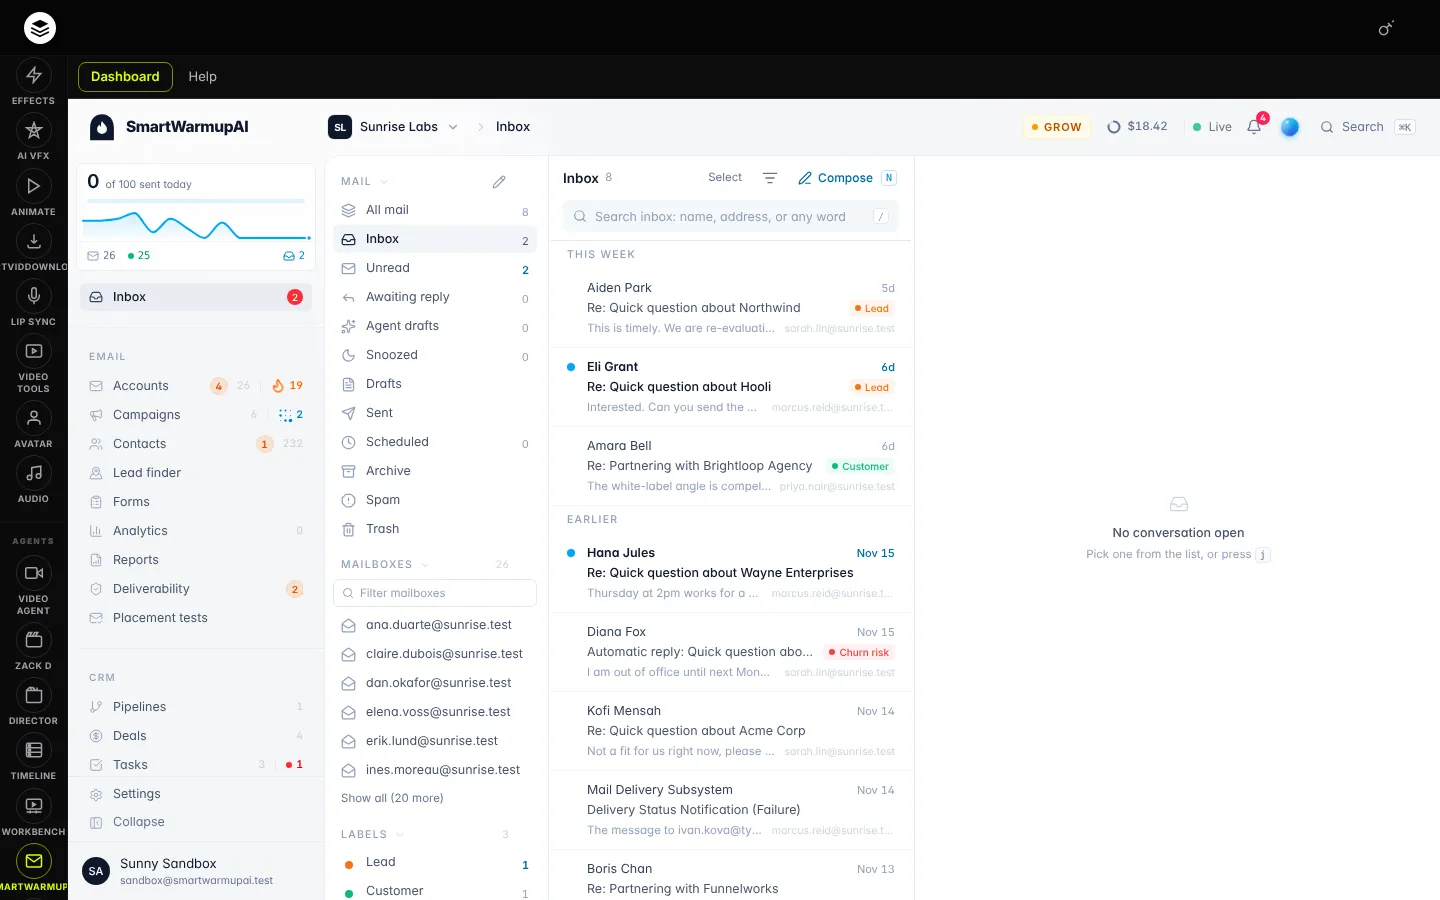 Dashboard
Help
EFFECTS
AI VFX
ANIMATE
TVIDDOWNLO
LIP SYNC
VIDEO
TOOLS
AVATAR
AUDIO
AGENTS
VIDEO
AGENT
ZACK D
DIRECTOR
TIMELINE
WORKBENCH
MARTWARMUP
SmartWarmupAI
SL Sunrise Labs
Inbox
GROW
$18.42
Live
4
Search ⌘K
0 of 100 sent today
26 25 2
Inbox 2
EMAIL
Accounts 4 26 19
Campaigns 6 2
Contacts 1 232
Lead finder
Forms
Analytics 0
Reports
Deliverability 2
Placement tests
CRM
Pipelines 1
Deals 4
Tasks 3 1
Settings
Collapse
SA Sunny Sandbox
sandbox@smartwarmupai.test
MAIL
All mail 8
Inbox 2
Unread 2
Awaiting reply 0
Agent drafts 0
Snoozed 0
Drafts
Sent
Scheduled 0
Archive
Spam
Trash
MAILBOXES 26
Filter mailboxes
ana.duarte@sunrise.test
claire.dubois@sunrise.test
dan.okafor@sunrise.test
elena.voss@sunrise.test
erik.lund@sunrise.test
ines.moreau@sunrise.test
Show all (20 more)
LABELS 3
Lead 1
Customer 1
Inbox 8
Select
Compose N
Search inbox: name, address, or any word /
THIS WEEK
Aiden Park 5d
Re: Quick question about Northwind Lead
This is timely. We are re-evaluati... sarah.lin@sunrise.test
Eli Grant 6d
Re: Quick question about Hooli Lead
Interested. Can you send the ... marcus.reid@sunrise.t...
Amara Bell 6d
Re: Partnering with Brightloop Agency Customer
The white-label angle is compel... priya.nair@sunrise.test
EARLIER
Hana Jules Nov 15
Re: Quick question about Wayne Enterprises
Thursday at 2pm works for a ... marcus.reid@sunrise.t...
Diana Fox Nov 15
Automatic reply: Quick question abo... Churn risk
I am out of office until next Mon... sarah.lin@sunrise.test
Kofi Mensah Nov 14
Re: Quick question about Acme Corp
Not a fit for us right now, please ... sarah.lin@sunrise.test
Mail Delivery Subsystem Nov 14
Delivery Status Notification (Failure)
The message to ivan.kova@ty... marcus.reid@sunrise.t...
Boris Chan Nov 13
Re: Partnering with Funnelworks
No conversation open
Pick one from the list, or press j